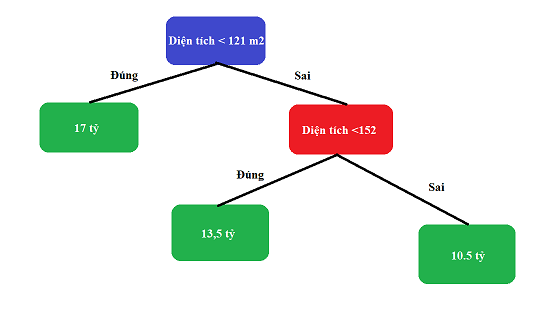 Diện tích < 121 m2
Đúng
Sai
17 tỷ
Diện tích <152
Đúng
Sai
13,5 tỷ
10.5 tỷ